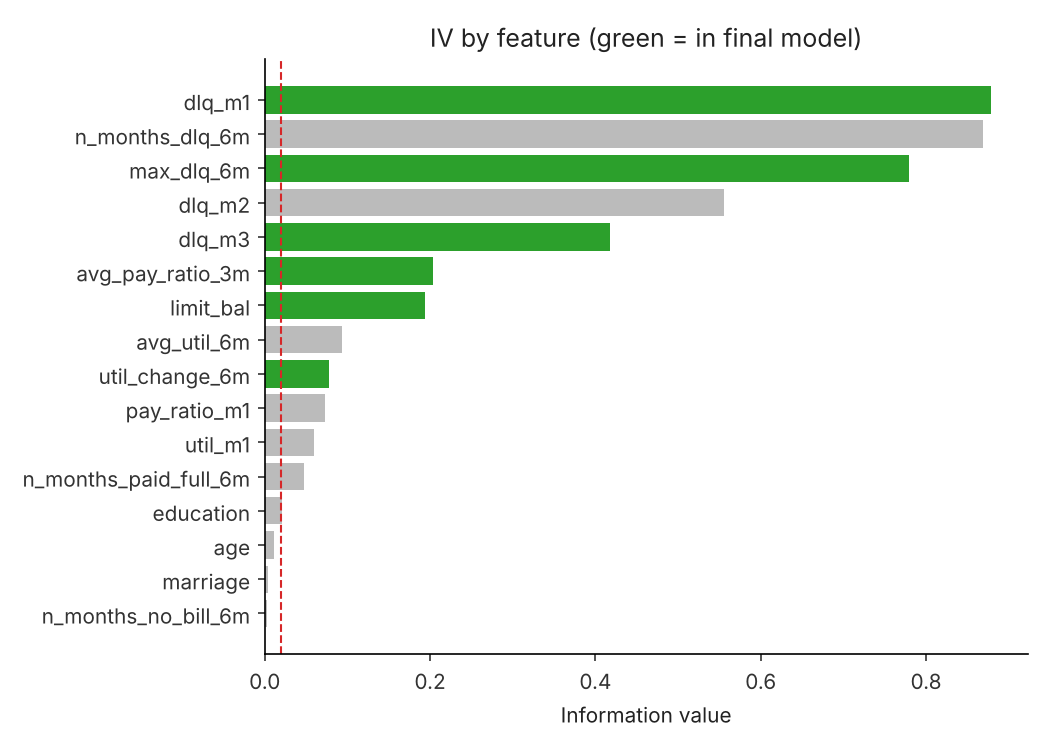 IV by feature (green = in final model)
dlq_m1
n_months_dlq_6m
max_dlq_6m
dlq_m2
dlq_m3
avg_pay_ratio_3m
limit_bal
avg_util_6m
util_change_6m
pay_ratio_m1
util_m1
n_months_paid_full_6m
education
age
marriage
n_months_no_bill_6m
0.0 0.2 0.4 0.6 0.8
Information value